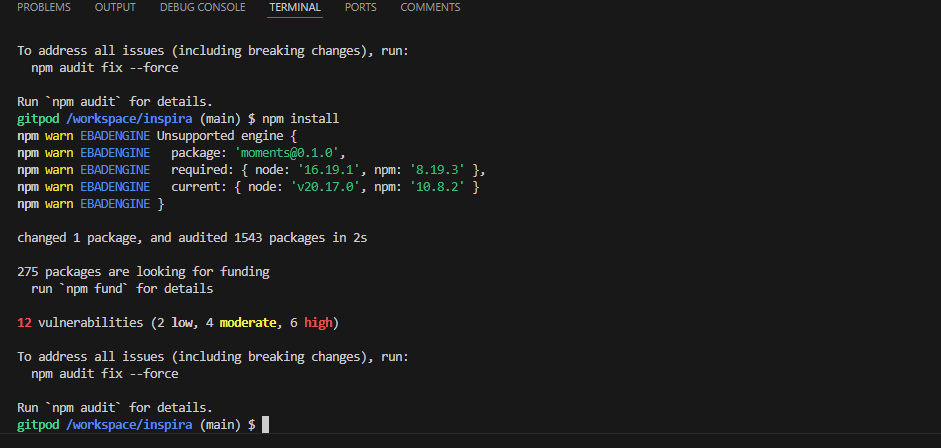 PROBLEMS OUTPUT DEBUG CONSOLE TERMINAL PORTS COMMENTS
To address all issues (including breaking changes), run:
  npm audit fix --force
Run `npm audit` for details.
gitpod /workspace/inspira (main) $ npm install
npm warn EBADENGINE Unsupported engine {
npm warn EBADENGINE   package: 'moments@0.1.0',
npm warn EBADENGINE   required: { node: '16.19.1', npm: '8.19.3' },
npm warn EBADENGINE   current: { node: 'v20.17.0', npm: '10.8.2' }
npm warn EBADENGINE }
changed 1 package, and audited 1543 packages in 2s
275 packages are looking for funding
  run `npm fund` for details
12 vulnerabilities (2 low, 4 moderate, 6 high)
To address all issues (including breaking changes), run:
  npm audit fix --force
Run `npm audit` for details.
gitpod /workspace/inspira (main) $